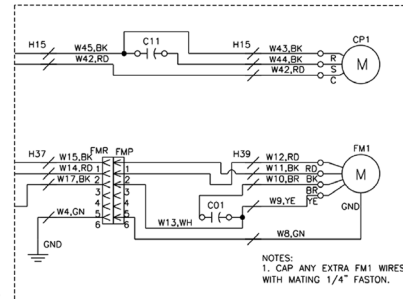 C11
CP1
H15
W45,BK
W42,RD
H15
W43,BK
W44,BK
W42,RD
R
S
C
M
H37
W15,BK
W14,RD
W17,BK
FMR
FMP
1
2
3
4
5
6
1
2
3
4
5
6
W4,GN
GND
H39
W12,RD
W11,BK
W10,BR
RD
BK
BR
YE
FM1
M
C01
W9,YE
W13,WH
GND
W8,GN
NOTES:
1. CAP ANY EXTRA FM1 WIRES
WITH MATING 1/4" FASTON.